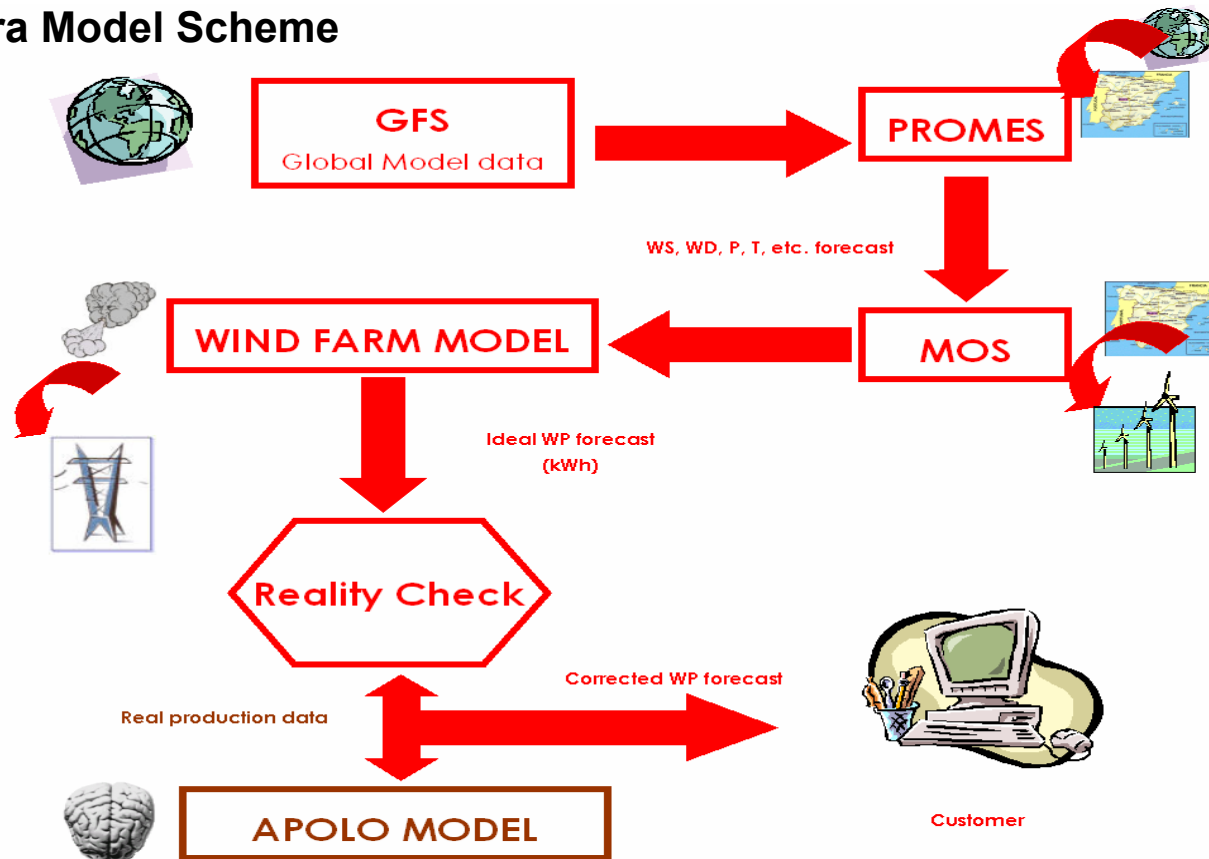 ra Model Scheme
GFS
Global Model data
PROMES
WS, WD, P, T, etc. forecast
WIND FARM MODEL
MOS
Ideal WP forecast
(kWh)
Reality Check
Corrected WP forecast
Real production data
APOLO MODEL
Customer